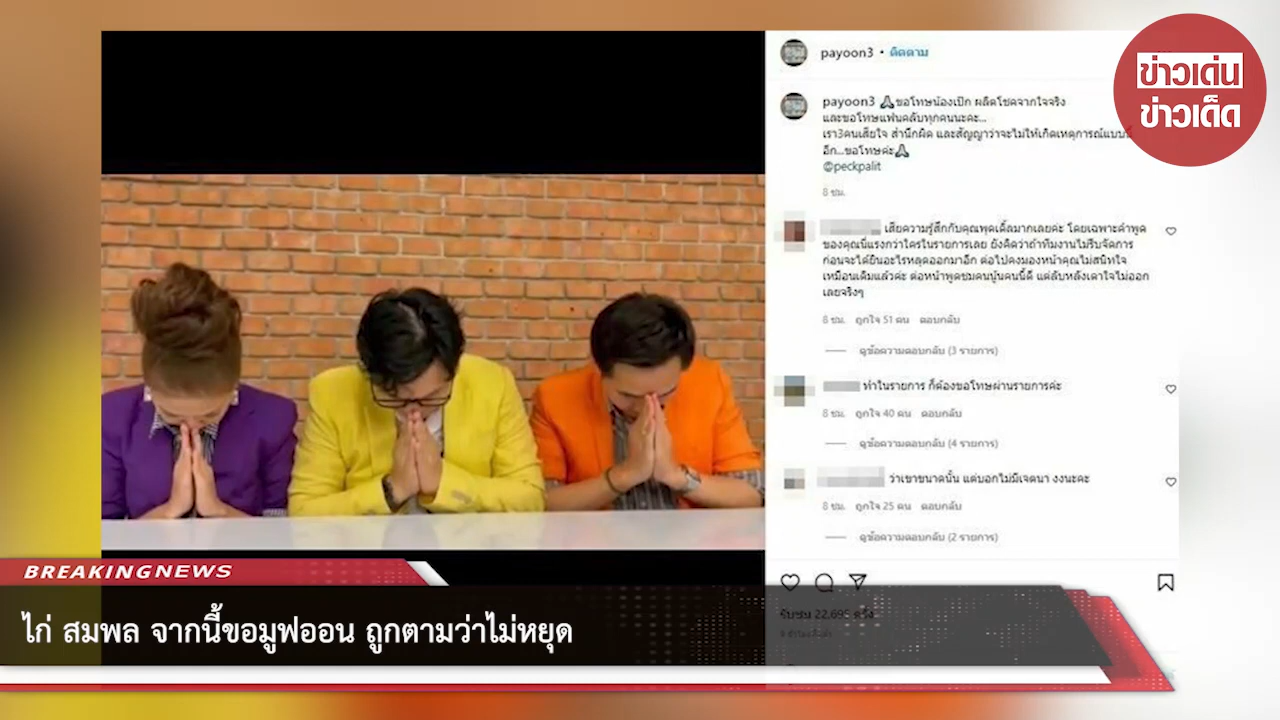 ข่าวเด่น
ข่าวเด็ด
payoon3 • ติดตาม
payoon3 🙏ขอโทษน้องเป๊ก ผลิตโชคจากใจจริง
และขอโทษแฟนคลับทุกคนนะคะ...
เรา3คนเสียใจ สำนึกผิด และสัญญาว่าจะไม่ให้เกิดเหตุการณ์แบบนี้
อีก...ขอโทษค่ะ🙏
@peckpalit
8 ชม.
เสียความรู้สึกกับคุณพุดเดิ้ลมากเลยค่ะ โดยเฉพาะคำพูด
ของคุณนี่แรงกว่าใครในรายการเลย ยังคิดว่าถ้าทีมงานไม่รีบจัดการ
ก่อนจะได้ยินอะไรหลุดออกมาอีก ต่อไปคงมองหน้าคุณไม่สนิทใจ
เหมือนเดิมแล้วค่ะ ต่อหน้าพูดชมคนนู้นคนนี้ดี แต่ลับหลังเดาใจไม่ออก
เลยจริงๆ
8 ชม. ถูกใจ 51 คน ตอบกลับ
ดูข้อความตอบกลับ (3 รายการ)
ทำในรายการ ก็ต้องขอโทษผ่านรายการค่ะ
8 ชม. ถูกใจ 40 คน ตอบกลับ
ดูข้อความตอบกลับ (4 รายการ)
ว่าเขาขนาดนั้น แต่บอกไม่มีเจตนา งงนะคะ
8 ชม. ถูกใจ 25 คน ตอบกลับ
ดูข้อความตอบกลับ (2 รายการ)
รับชม 22,695 ครั้ง
BREAKINGNEWS
ไก่ สมพล จากนี้ขอมูฟออน ถูกตามว่าไม่หยุด